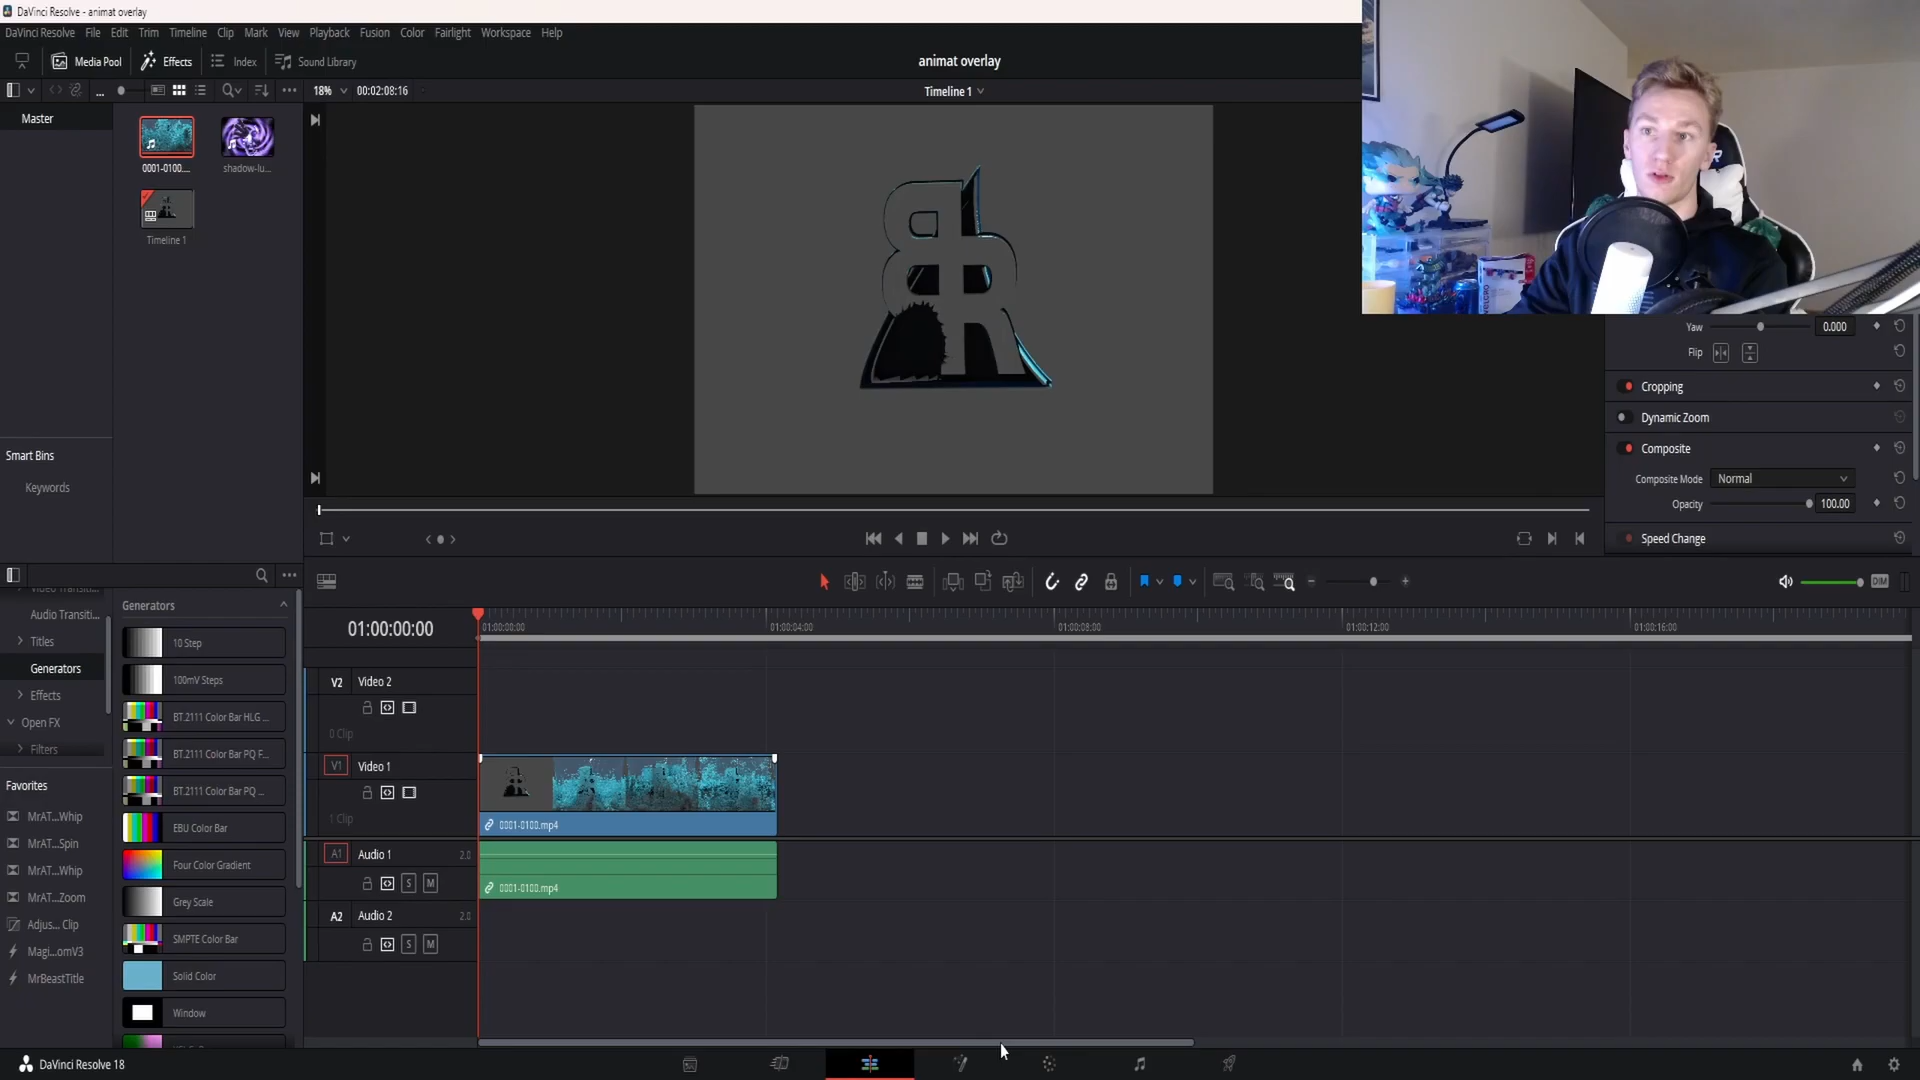 DaVinci Resolve - animat overlay
DaVinci Resolve File Edit Trim Timeline Clip Mark View Playback Fusion Color Fairlight Workspace Help
Media Pool Effects Index Sound Library
animat overlay
18% 00:02:08:16
Timeline 1
Master
0001-0100....
shadow-lu...
Timeline 1
Smart Bins
Keywords
Yaw 0.000
Flip
Cropping
Dynamic Zoom
Composite
Composite Mode Normal
Opacity 100.00
Speed Change
DIM
Audio Transiti...
Titles
Generators
Effects
Open FX
Filters
Favorites
MrAT...Whip
MrAT...Spin
MrAT...Whip
MrAT...Zoom
Adjus... Clip
Magi...omV3
MrBeastTitle
Generators
10 Step
100mV Steps
BT.2111 Color Bar HLG ...
BT.2111 Color Bar PQ F...
BT.2111 Color Bar PQ ...
EBU Color Bar
Four Color Gradient
Grey Scale
SMPTE Color Bar
Solid Color
Window
01:00:00:00
01:00:00:00 01:00:04:00 01:00:08:00 01:00:12:00 01:00:16:00
V2 Video 2
0 Clip
V1 Video 1
1 Clip
0001-0100.mp4
A1 Audio 1 2.0
S M
0001-0100.mp4
A2 Audio 2 2.0
S M
DaVinci Resolve 18